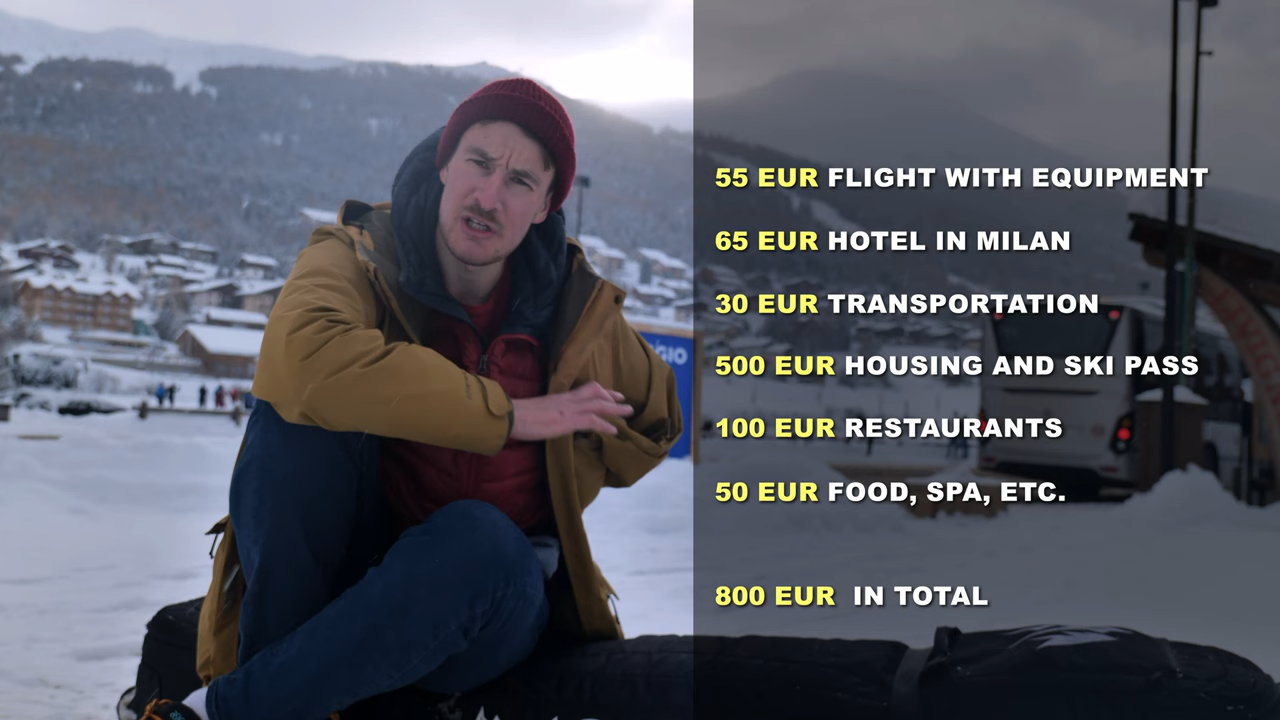 55 EUR FLIGHT WITH EQUIPMENT
65 EUR HOTEL IN MILAN
30 EUR TRANSPORTATION
500 EUR HOUSING AND SKI PASS
100 EUR RESTAURANTS
50 EUR FOOD, SPA, ETC.
800 EUR IN TOTAL